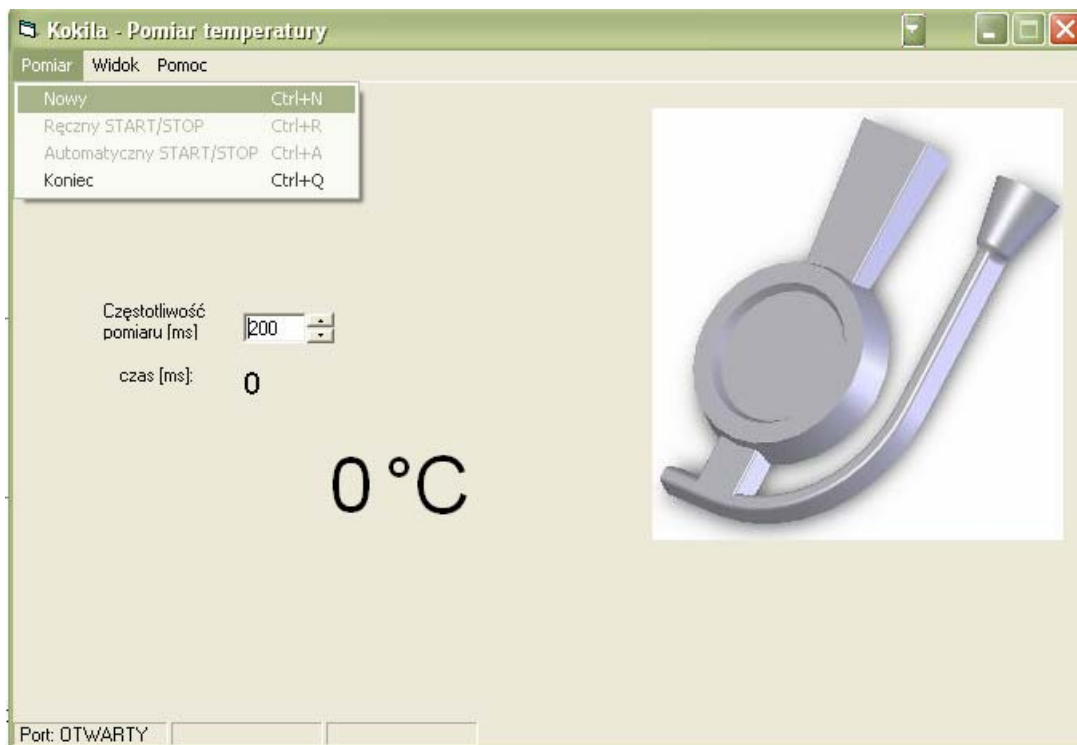 Kokila - Pomiar temperatury
Pomiar Widok Pomoc
Nowy Ctrl+N
Ręczny START/STOP Ctrl+R
Automatyczny START/STOP Ctrl+A
Koniec Ctrl+Q
Częstotliwość
pomiaru [ms]
200
czas [ms]:
0
0 °C
Port: OTWARTY